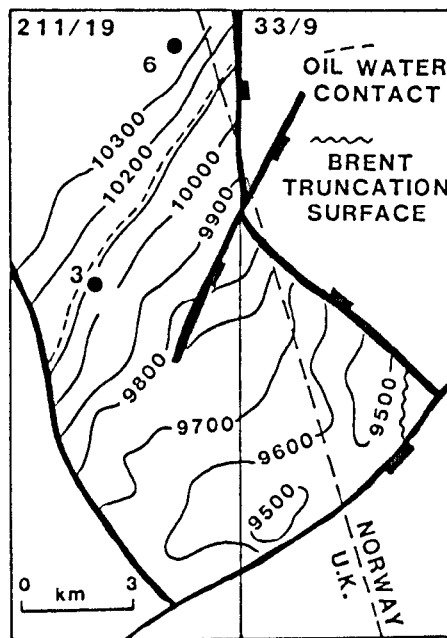 211/19
33/9
6
OIL WATER
CONTACT
BRENT
TRUNCATION
SURFACE
10300
10200
10000
9900
3
9800
9700
9600
9500
9500
0 km 3
NORWAY
U.K.